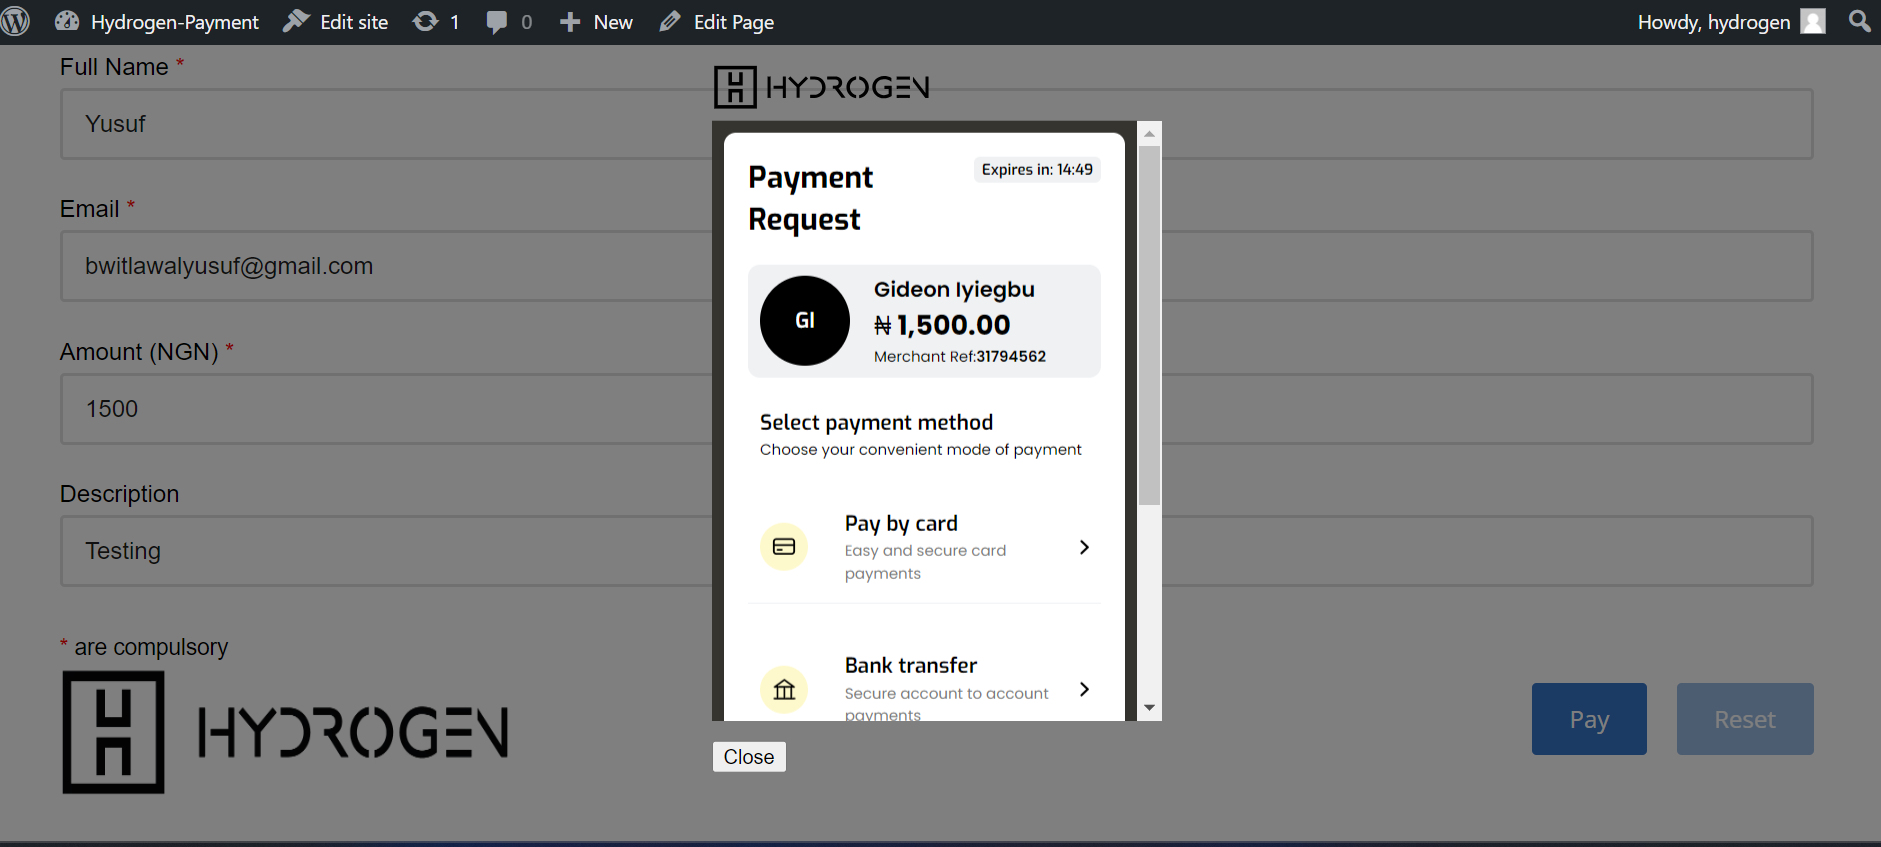 Hydrogen-Payment Edit site 1 0 New Edit Page Howdy, hydrogen
Full Name *
Yusuf
Email *
bwitlawalyusuf@gmail.com
Amount (NGN) *
1500
Description
Testing
* are compulsory
HYDROGEN
Pay
Reset
HYDROGEN
Payment
Request
Expires in: 14:49
GI
Gideon Iyiegbu
₦ 1,500.00
Merchant Ref:31794562
Select payment method
Choose your convenient mode of payment
Pay by card
Easy and secure card
payments
Bank transfer
Secure account to account
payments
Close